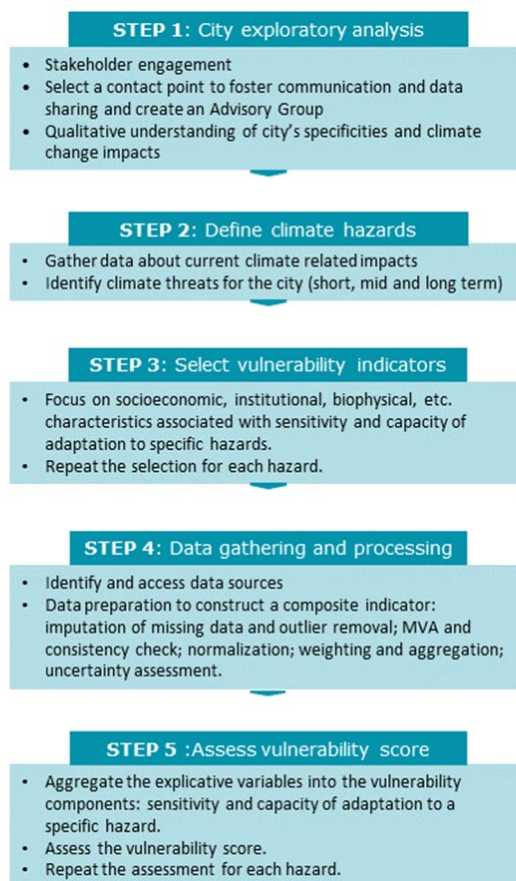 STEP 1: City exploratory analysis
• Stakeholder engagement
• Select a contact point to foster communication and data
sharing and create an Advisory Group
• Qualitative understanding of city's specificities and climate
change impacts
STEP 2: Define climate hazards
• Gather data about current climate related impacts
• Identify climate threats for the city (short, mid and long term)
STEP 3: Select vulnerability indicators
• Focus on socioeconomic, institutional, biophysical, etc.
characteristics associated with sensitivity and capacity of
adaptation to specific hazards.
• Repeat the selection for each hazard.
STEP 4: Data gathering and processing
• Identify and access data sources
• Data preparation to construct a composite indicator:
imputation of missing data and outlier removal; MVA and
consistency check; normalization; weighting and aggregation;
uncertainty assessment.
STEP 5 :Assess vulnerability score
• Aggregate the explicative variables into the vulnerability
components: sensitivity and capacity of adaptation to a
specific hazard.
• Assess the vulnerability score.
• Repeat the assessment for each hazard.